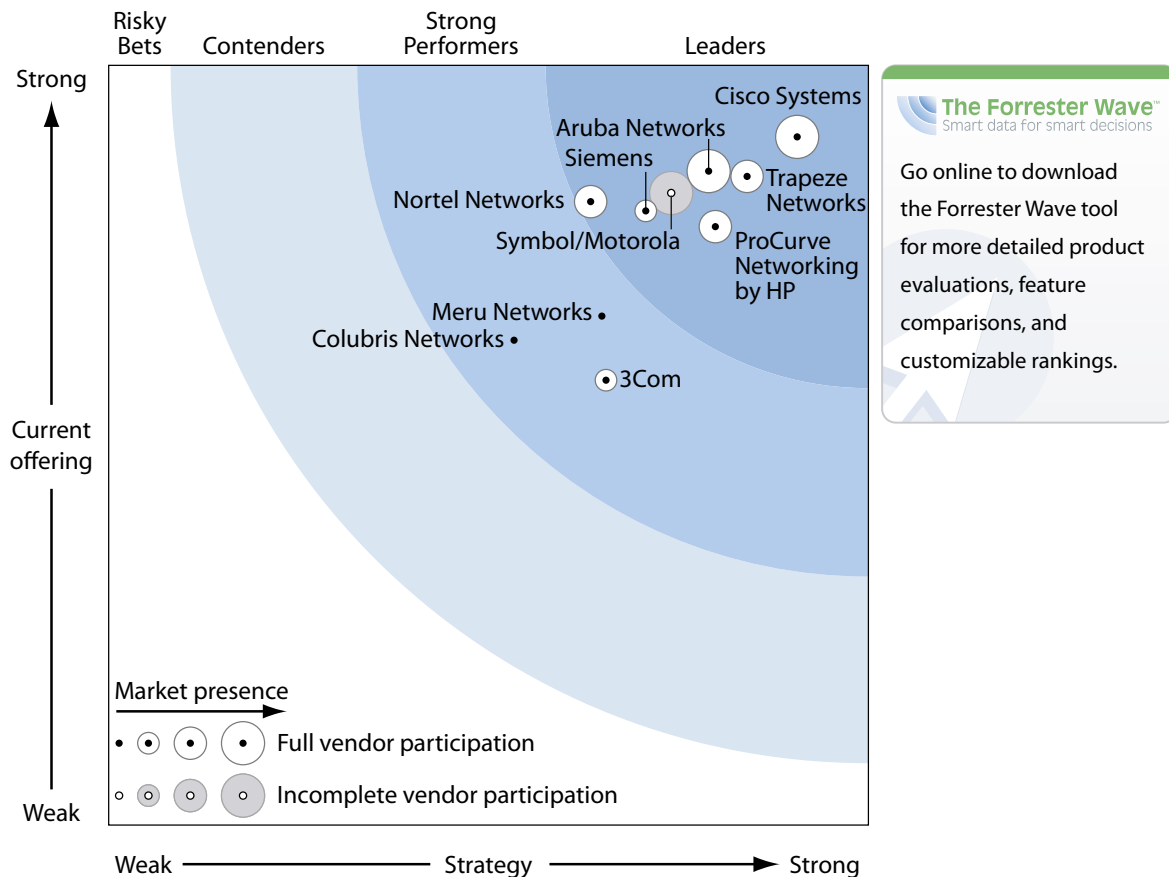 Risky
Bets
Contenders
Strong
Performers
Leaders
Strong
Current
offering
Weak
Cisco Systems
Aruba Networks
Siemens
Nortel Networks
Trapeze
Networks
Symbol/Motorola
ProCurve
Networking
by HP
Meru Networks
Colubris Networks
3Com
Market presence
Full vendor participation
Incomplete vendor participation
Weak
Strategy
Strong
The Forrester Wave™
Smart data for smart decisions
Go online to download
the Forrester Wave tool
for more detailed product
evaluations, feature
comparisons, and
customizable rankings.